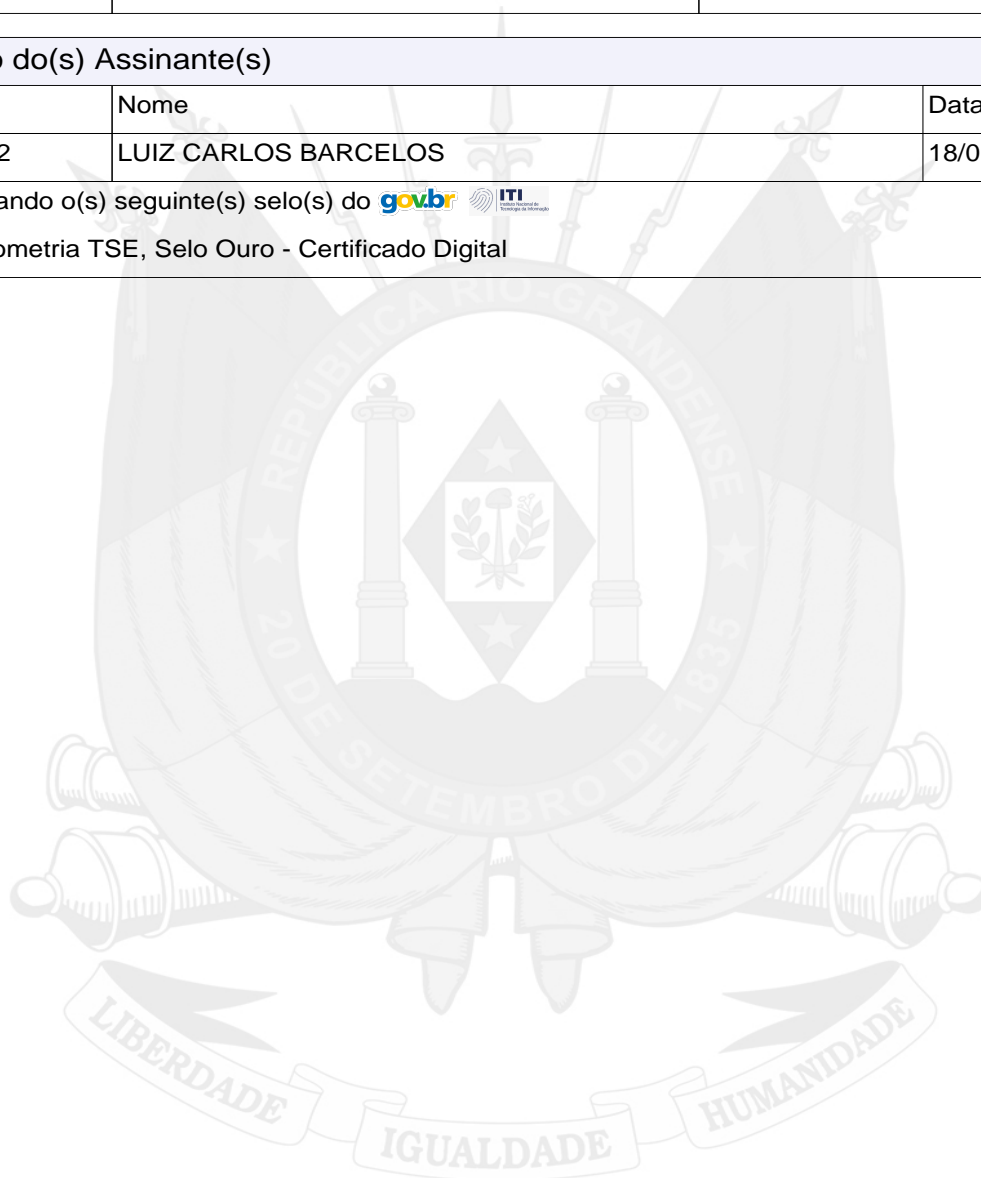 o do(s) Assinante(s)
Nome Data
2 LUIZ CARLOS BARCELOS 18/0
ando o(s) seguinte(s) selo(s) do gov.br ITI
ometria TSE, Selo Ouro - Certificado Digital
REPÚBLICA RIO-GRANDENSE
20 DE SETEMBRO DE 1835
LIBERDADE IGUALDADE HUMANIDADE